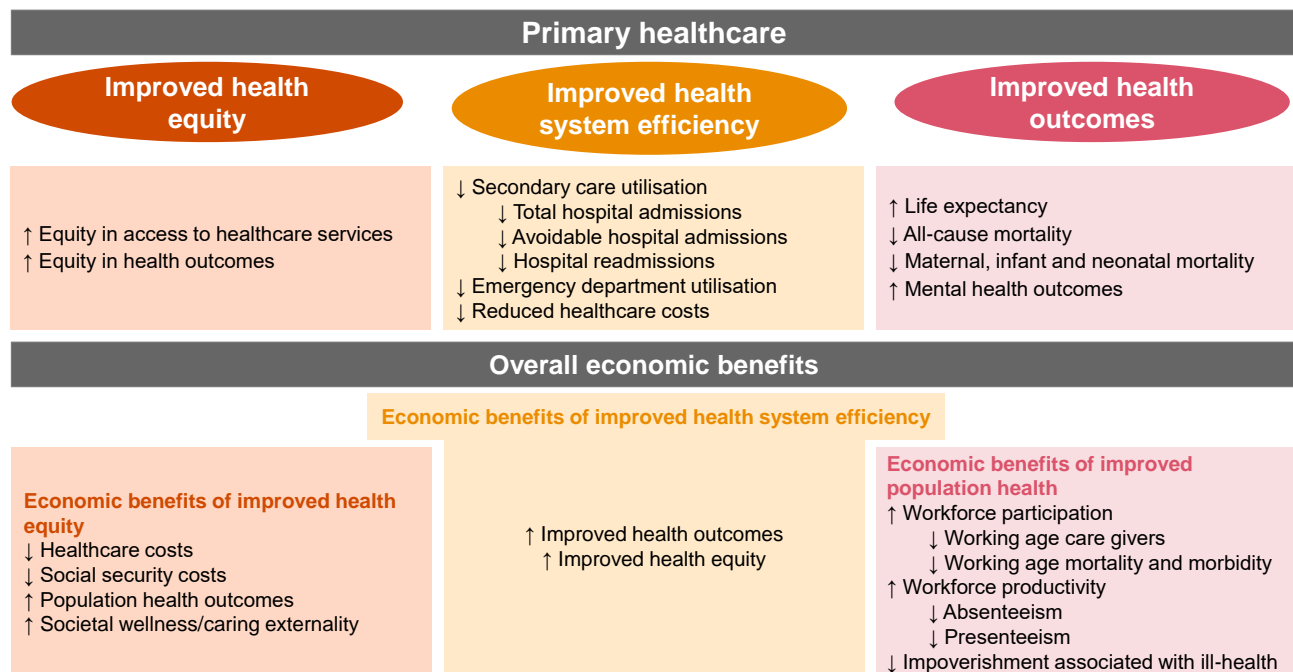 Primary healthcare
Improved health
equity
Improved health
system efficiency
Improved health
outcomes
↑ Equity in access to healthcare services
↑ Equity in health outcomes
↓ Secondary care utilisation
↓ Total hospital admissions
↓ Avoidable hospital admissions
↓ Hospital readmissions
↓ Emergency department utilisation
↓ Reduced healthcare costs
↑ Life expectancy
↓ All-cause mortality
↓ Maternal, infant and neonatal mortality
↑ Mental health outcomes
Overall economic benefits
Economic benefits of improved health system efficiency
Economic benefits of improved health
equity
↓ Healthcare costs
↓ Social security costs
↑ Population health outcomes
↑ Societal wellness/caring externality
↑ Improved health outcomes
↑ Improved health equity
Economic benefits of improved
population health
↑ Workforce participation
↓ Working age care givers
↓ Working age mortality and morbidity
↑ Workforce productivity
↓ Absenteeism
↓ Presenteeism
↓ Impoverishment associated with ill-health